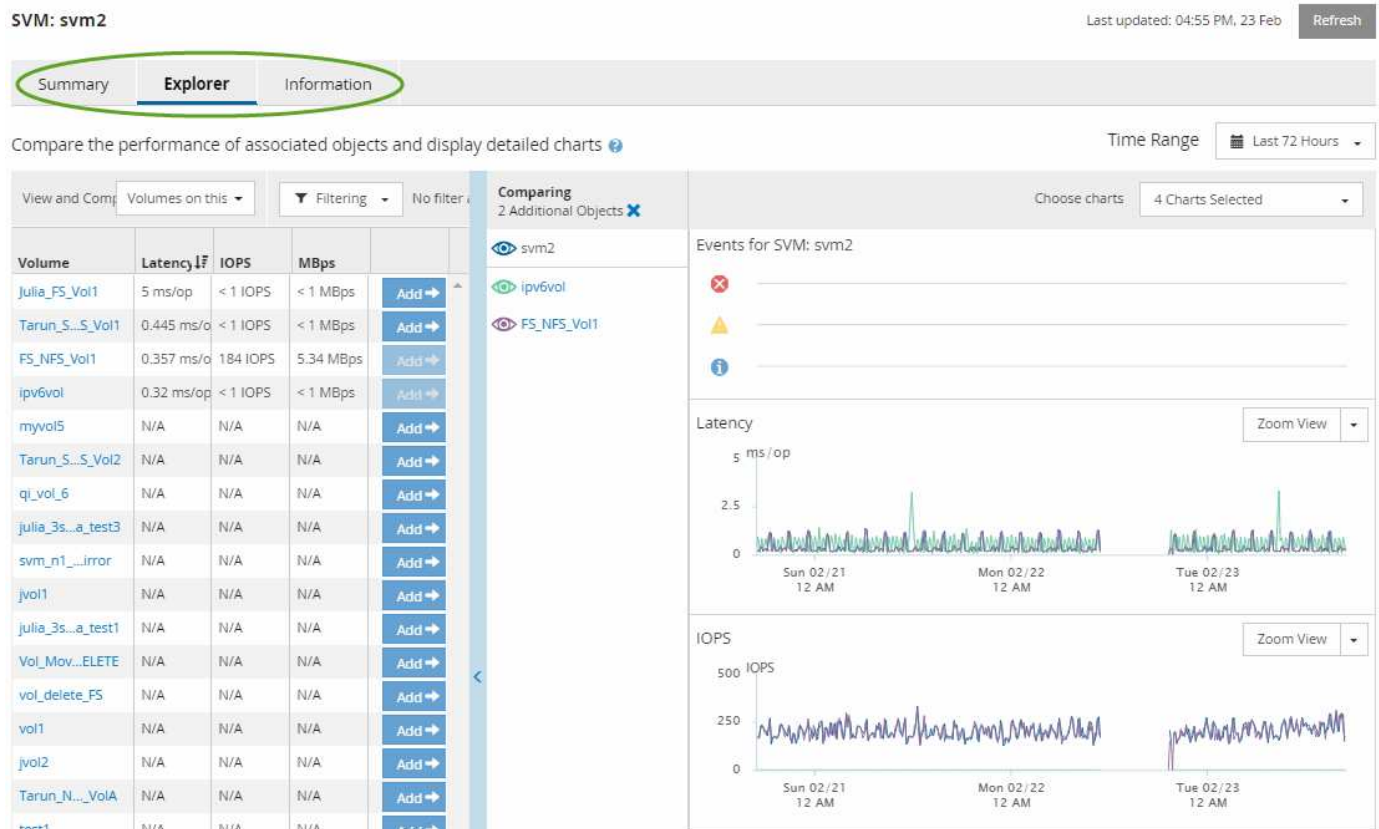 SVM: svm2
Last updated: 04:55 PM, 23 Feb Refresh
Summary Explorer Information
Compare the performance of associated objects and display detailed charts ?
Time Range Last 72 Hours
View and Comp Volumes on this Filtering No filter
Comparing
2 Additional Objects
Choose charts 4 Charts Selected
Volume Latency IOPS MBps
Julia_FS_Vol1 5 ms/op < 1 IOPS < 1 MBps Add
Tarun_S...S_Vol1 0.445 ms/o < 1 IOPS < 1 MBps Add
FS_NFS_Vol1 0.357 ms/o 184 IOPS 5.34 MBps Add
ipv6vol 0.32 ms/op < 1 IOPS < 1 MBps Add
myvol5 N/A N/A N/A Add
Tarun_S...S_Vol2 N/A N/A N/A Add
qi_vol_6 N/A N/A N/A Add
julia_3s...a_test3 N/A N/A N/A Add
svm_n1_...irror N/A N/A N/A Add
jvol1 N/A N/A N/A Add
julia_3s...a_test1 N/A N/A N/A Add
Vol_Mov...ELETE N/A N/A N/A Add
vol_delete_FS N/A N/A N/A Add
vol1 N/A N/A N/A Add
jvol2 N/A N/A N/A Add
Tarun_N..._VolA N/A N/A N/A Add
test1 N/A N/A N/A Add
svm2
ipv6vol
FS_NFS_Vol1
Events for SVM: svm2
Latency Zoom View
5 ms/op
2.5
0
Sun 02/21 Mon 02/22 Tue 02/23
12 AM 12 AM 12 AM
IOPS Zoom View
500 IOPS
250
0
Sun 02/21 Mon 02/22 Tue 02/23
12 AM 12 AM 12 AM